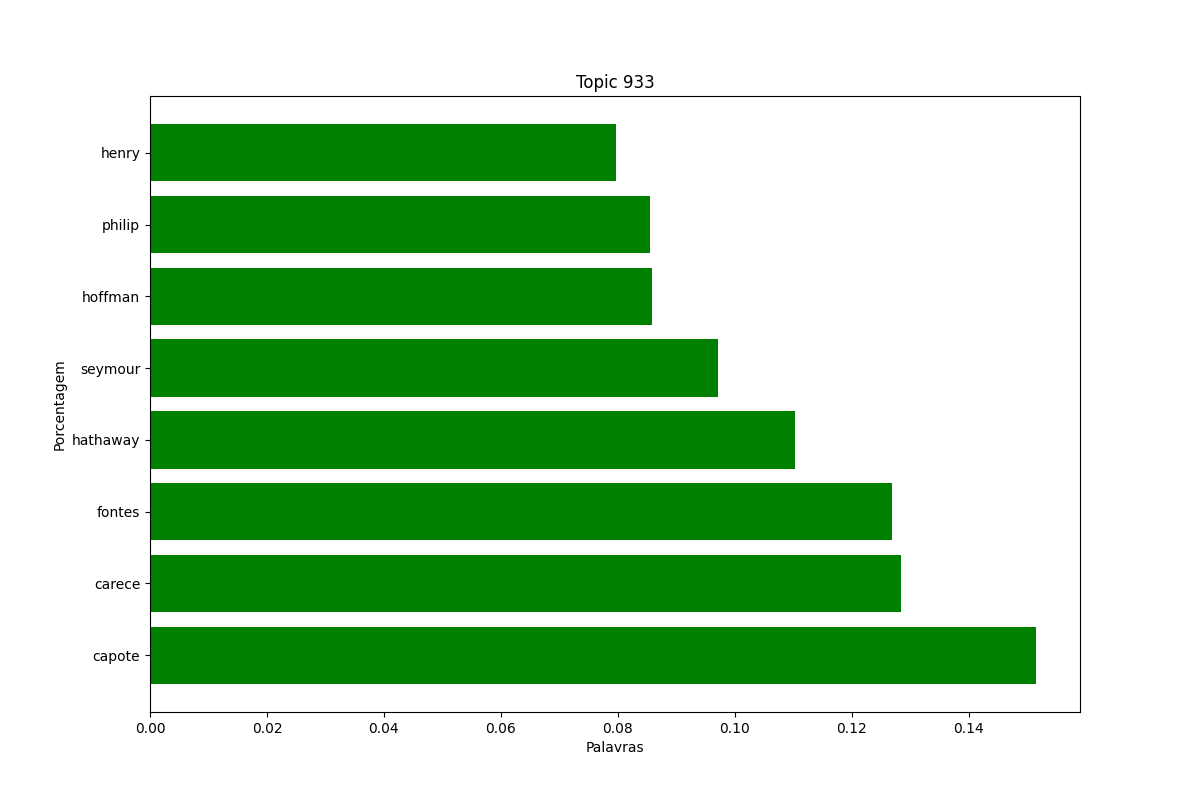 Topic 933
henry
philip
hoffman
seymour
hathaway
fontes
carece
capote
Porcentagem
0.00 0.02 0.04 0.06 0.08 0.10 0.12 0.14
Palavras